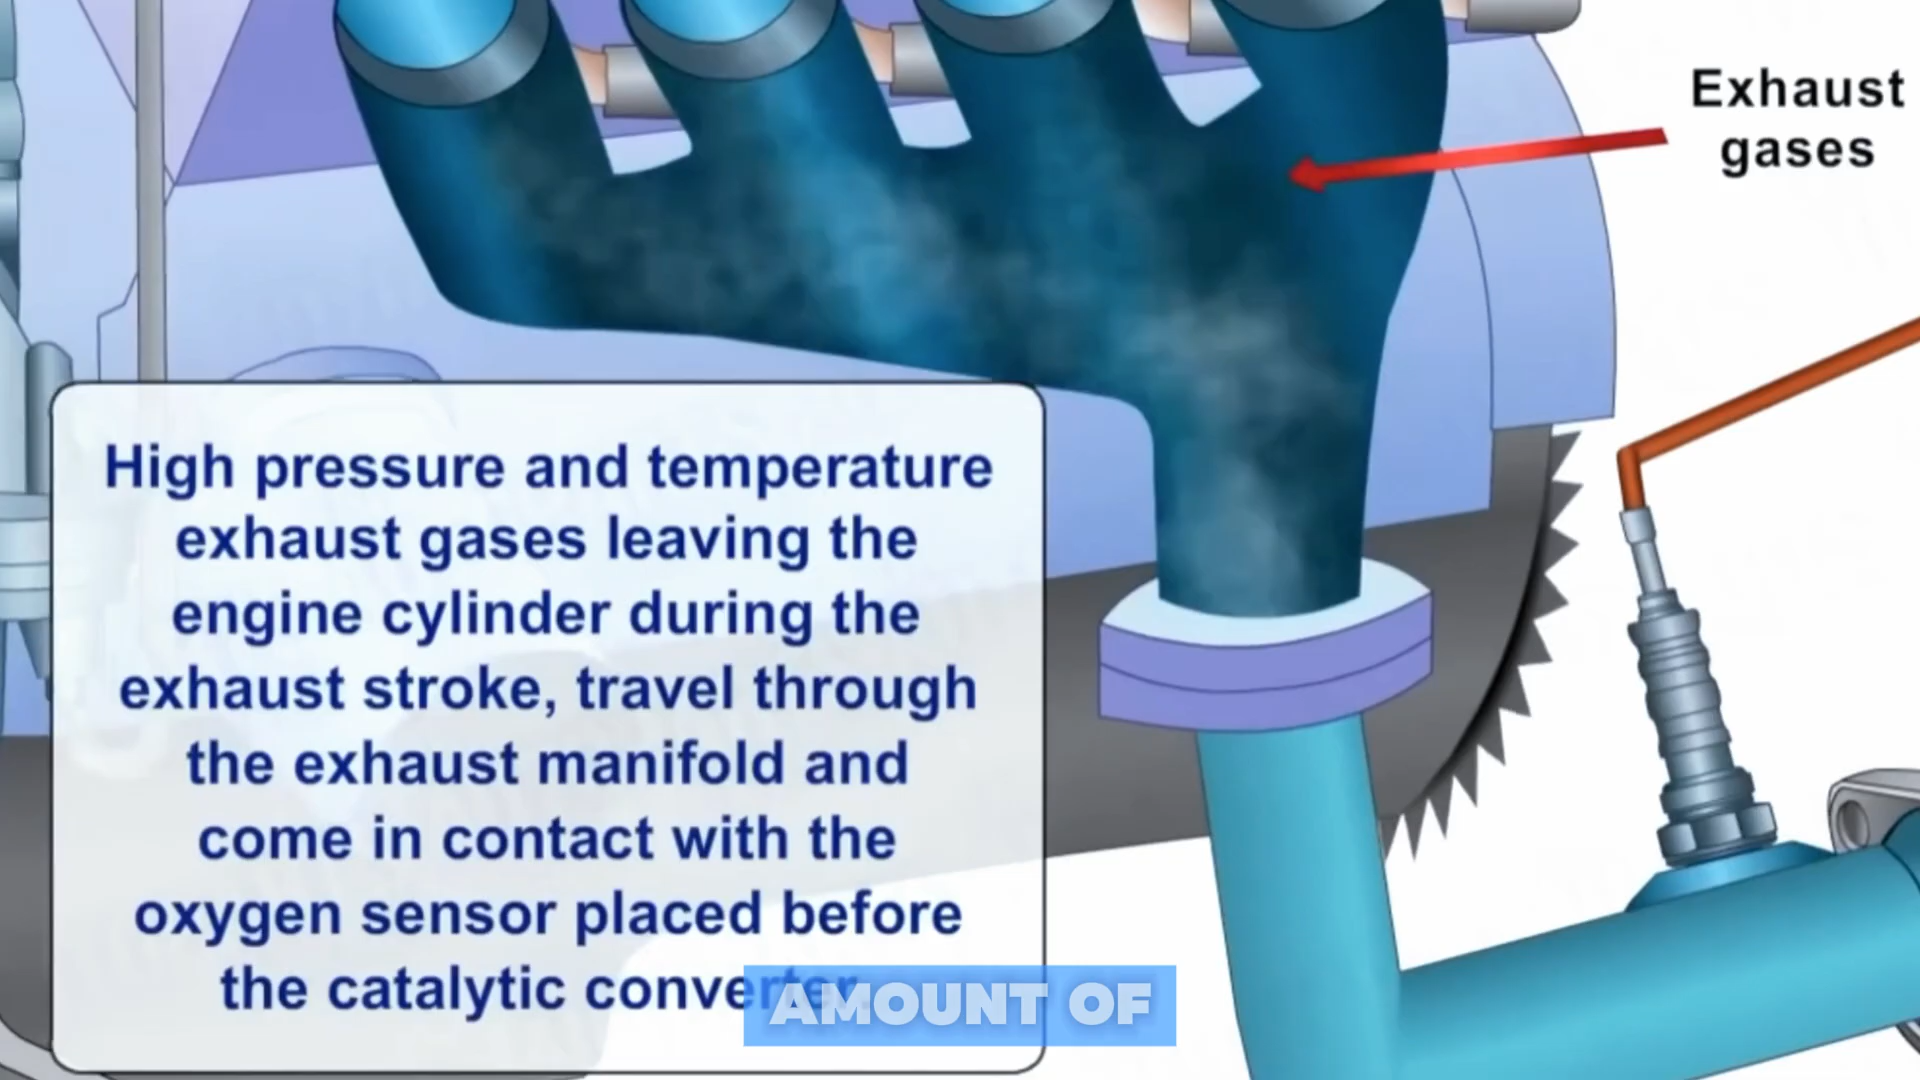 Exhaust
gases
High pressure and temperature
exhaust gases leaving the
engine cylinder during the
exhaust stroke, travel through
the exhaust manifold and
come in contact with the
oxygen sensor placed before
the catalytic converter.
AMOUNT OF